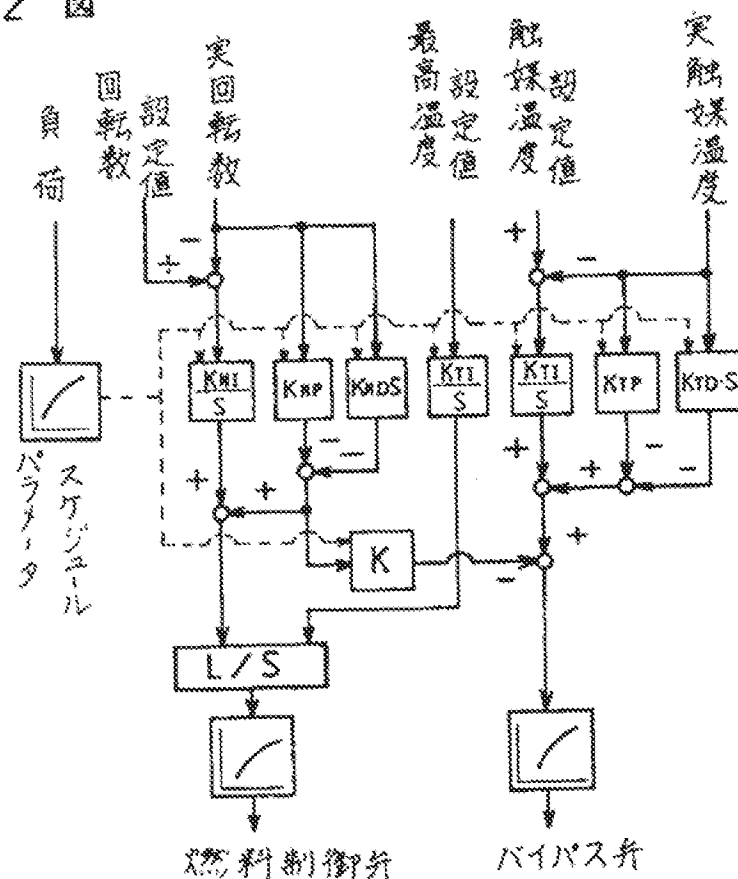 2 図
負荷
回転数
設定値
実回転数
最高温度
設定値
触媒温度
設定値
実触媒温度
+
−
+
−
KNI
S
KNP
KNDS
KTI
S
KTI
S
KTP
KTD・S
パラメータ
スケジュール
−
−
+
−
−
+
+
+
K
+
−
L/S
燃料制御弁
バイパス弁